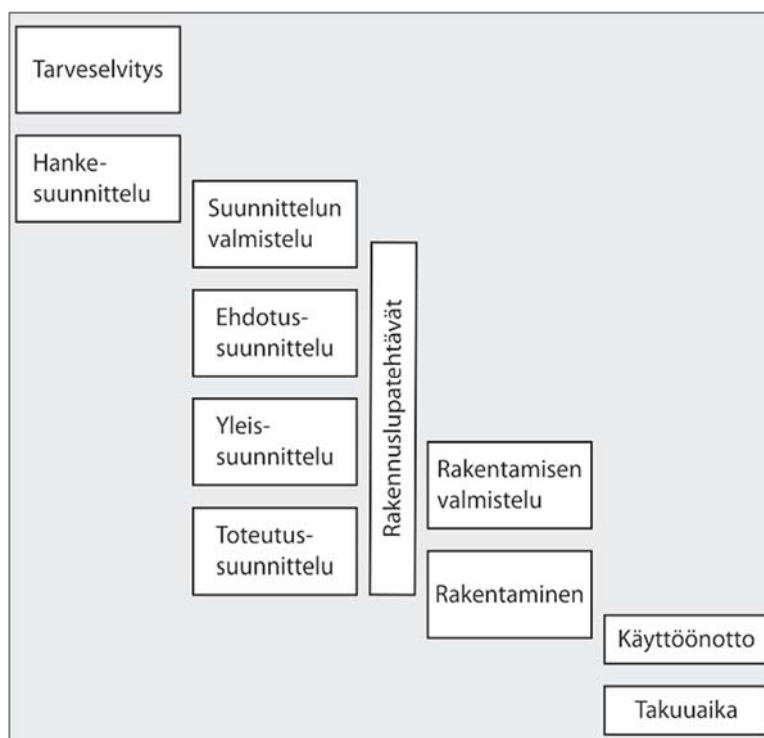 Tarveselvitys
Hanke-
suunnittelu
Suunnittelun
valmistelu
Ehdotus-
suunnittelu
Yleis-
suunnittelu
Toteutus-
suunnittelu
Rakennuslupatehtävät
Rakentamisen
valmistelu
Rakentaminen
Käyttöönotto
Takuuaika